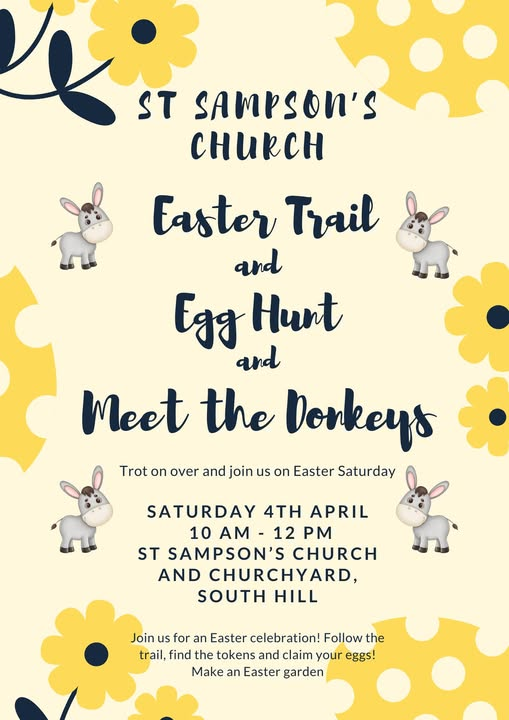 ST SAMPSON'S
CHURCH
Easter Trail
and
Egg Hunt
and
Meet the Donkeys
Trot on over and join us on Easter Saturday
SATURDAY 4TH APRIL
10 AM - 12 PM
ST SAMPSON'S CHURCH
AND CHURCHYARD,
SOUTH HILL
Join us for an Easter celebration! Follow the
trail, find the tokens and claim your eggs!
Make an Easter garden